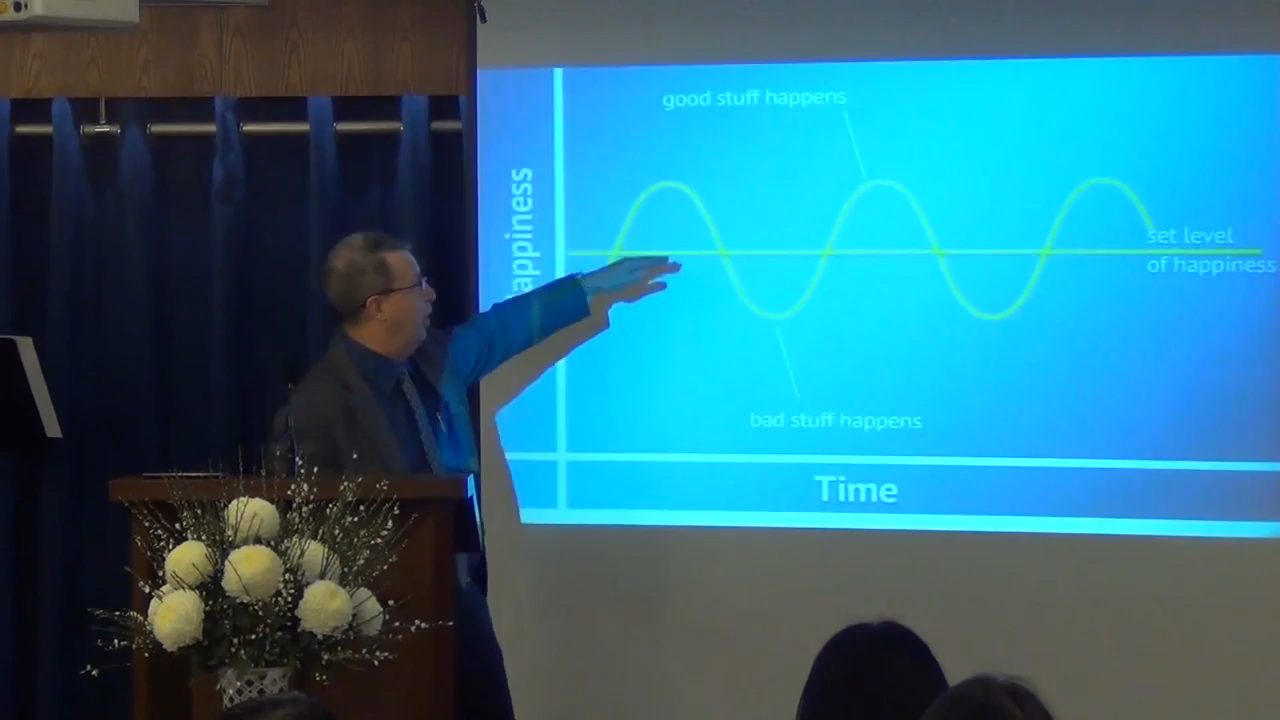 good stuff happens
appiness
set level
of happiness
bad stuff happens
Time